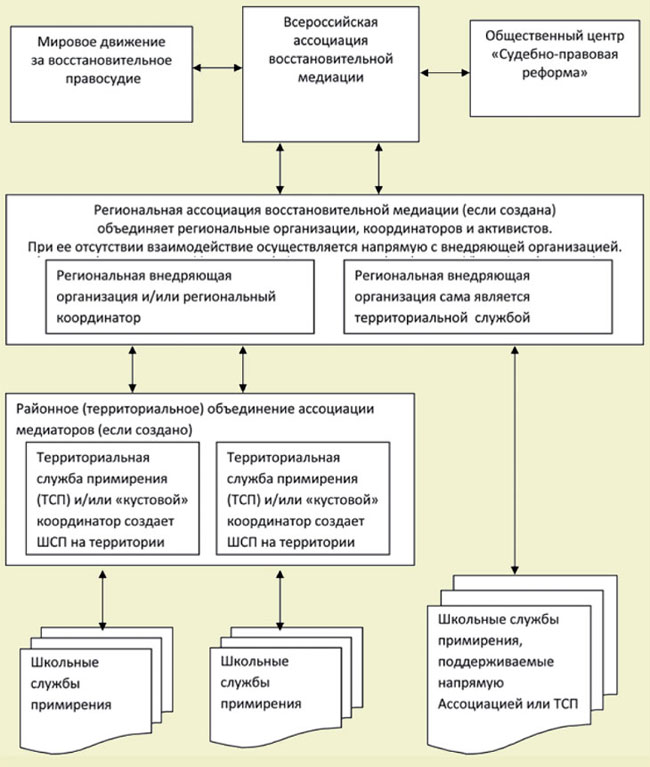 Мировое движение
за восстановительное
правосудие
Всероссийская
ассоциация
восстановительной
медиации
Общественный центр
«Судебно-правовая
реформа»
Региональная ассоциация восстановительной медиации (если создана)
объединяет региональные организации, координаторов и активистов.
При ее отсутствии взаимодействие осуществляется напрямую с внедряющей организацией.
Региональная внедряющая
организация и/или региональный
координатор
Региональная внедряющая
организация сама является
территориальной службой
Районное (территориальное) объединение ассоциации
медиаторов (если создано)
Территориальная
служба примирения
(ТСП) и/или «кустовой»
координатор создает
ШСП на территории
Территориальная
служба примирения
(ТСП) и/или «кустовой»
координатор создает
ШСП на территории
Школьные
службы
примирения
Школьные
службы
примирения
Школьные службы
примирения,
поддерживаемые
напрямую
Ассоциацией или ТСП